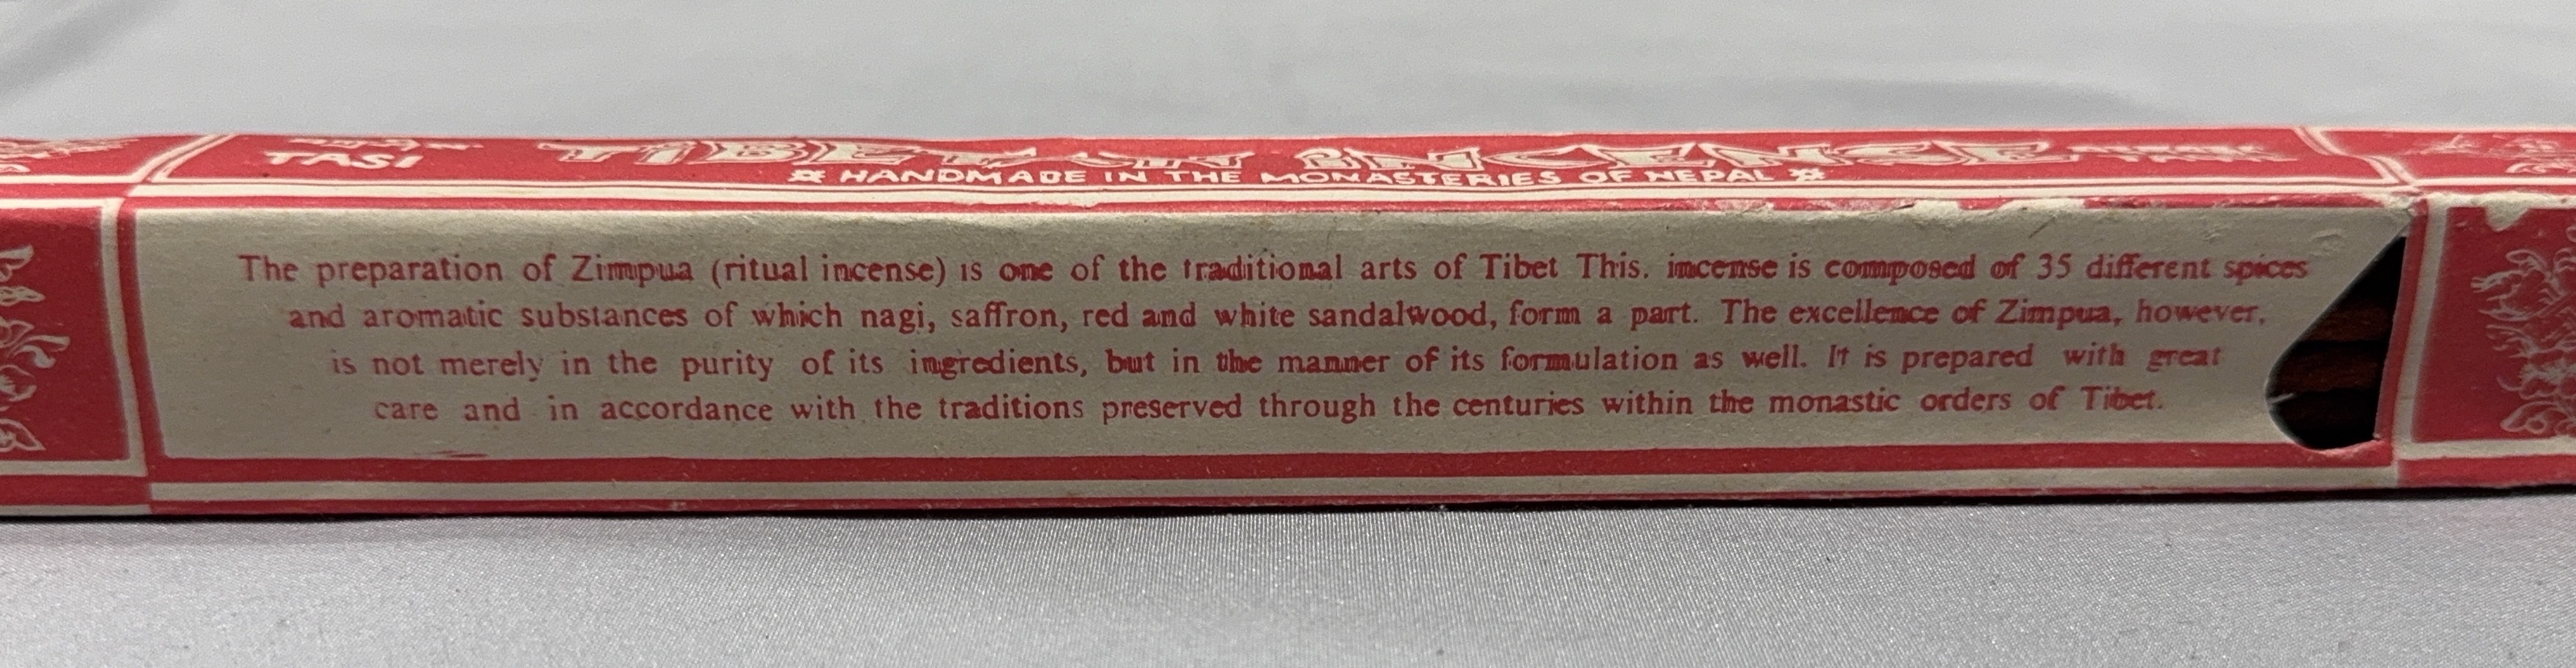 TASI TIBETAN INCENSE
HANDMADE IN THE MONASTERIES OF NEPAL
The preparation of Zimpua (ritual incense) is one of the traditional arts of Tibet This. incense is composed of 35 different spices
and aromatic substances of which nagi, saffron, red and white sandalwood, form a part. The excellence of Zimpua, however,
is not merely in the purity of its ingredients, but in the manner of its formulation as well. It is prepared with great
care and in accordance with the traditions preserved through the centuries within the monastic orders of Tibet.